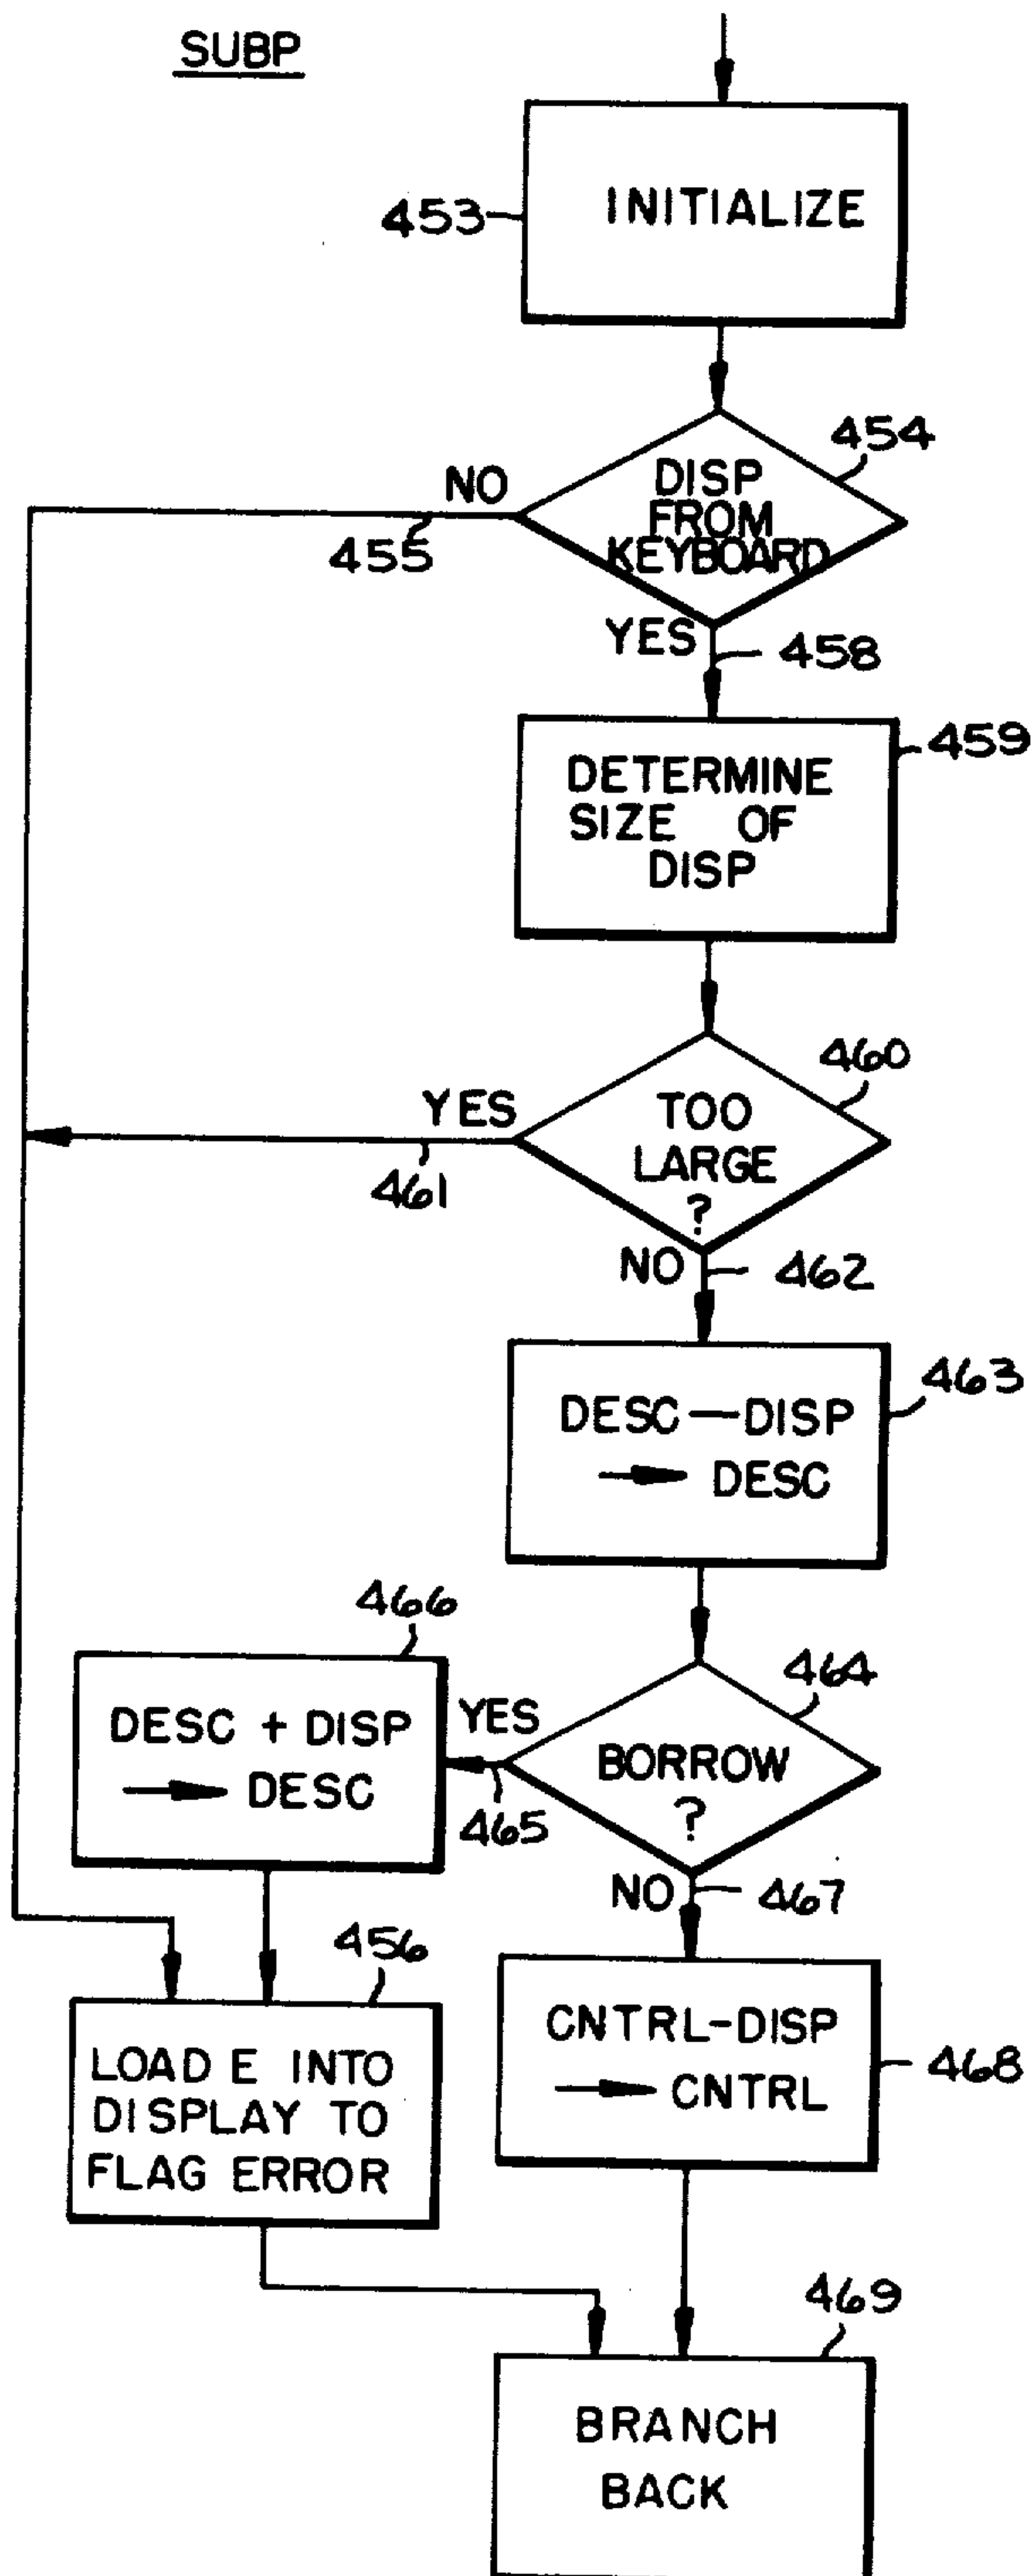 SUBP
453
INITIALIZE
454
DISP
FROM
KEYBOARD
NO
455
YES
458
459
DETERMINE
SIZE OF
DISP
460
TOO
LARGE
?
YES
461
NO
462
463
DESC — DISP
→ DESC
464
BORROW
?
YES
465
466
DESC + DISP
→ DESC
NO
467
456
LOAD E INTO
DISPLAY TO
FLAG ERROR
468
CNTRL-DISP
→ CNTRL
469
BRANCH
BACK